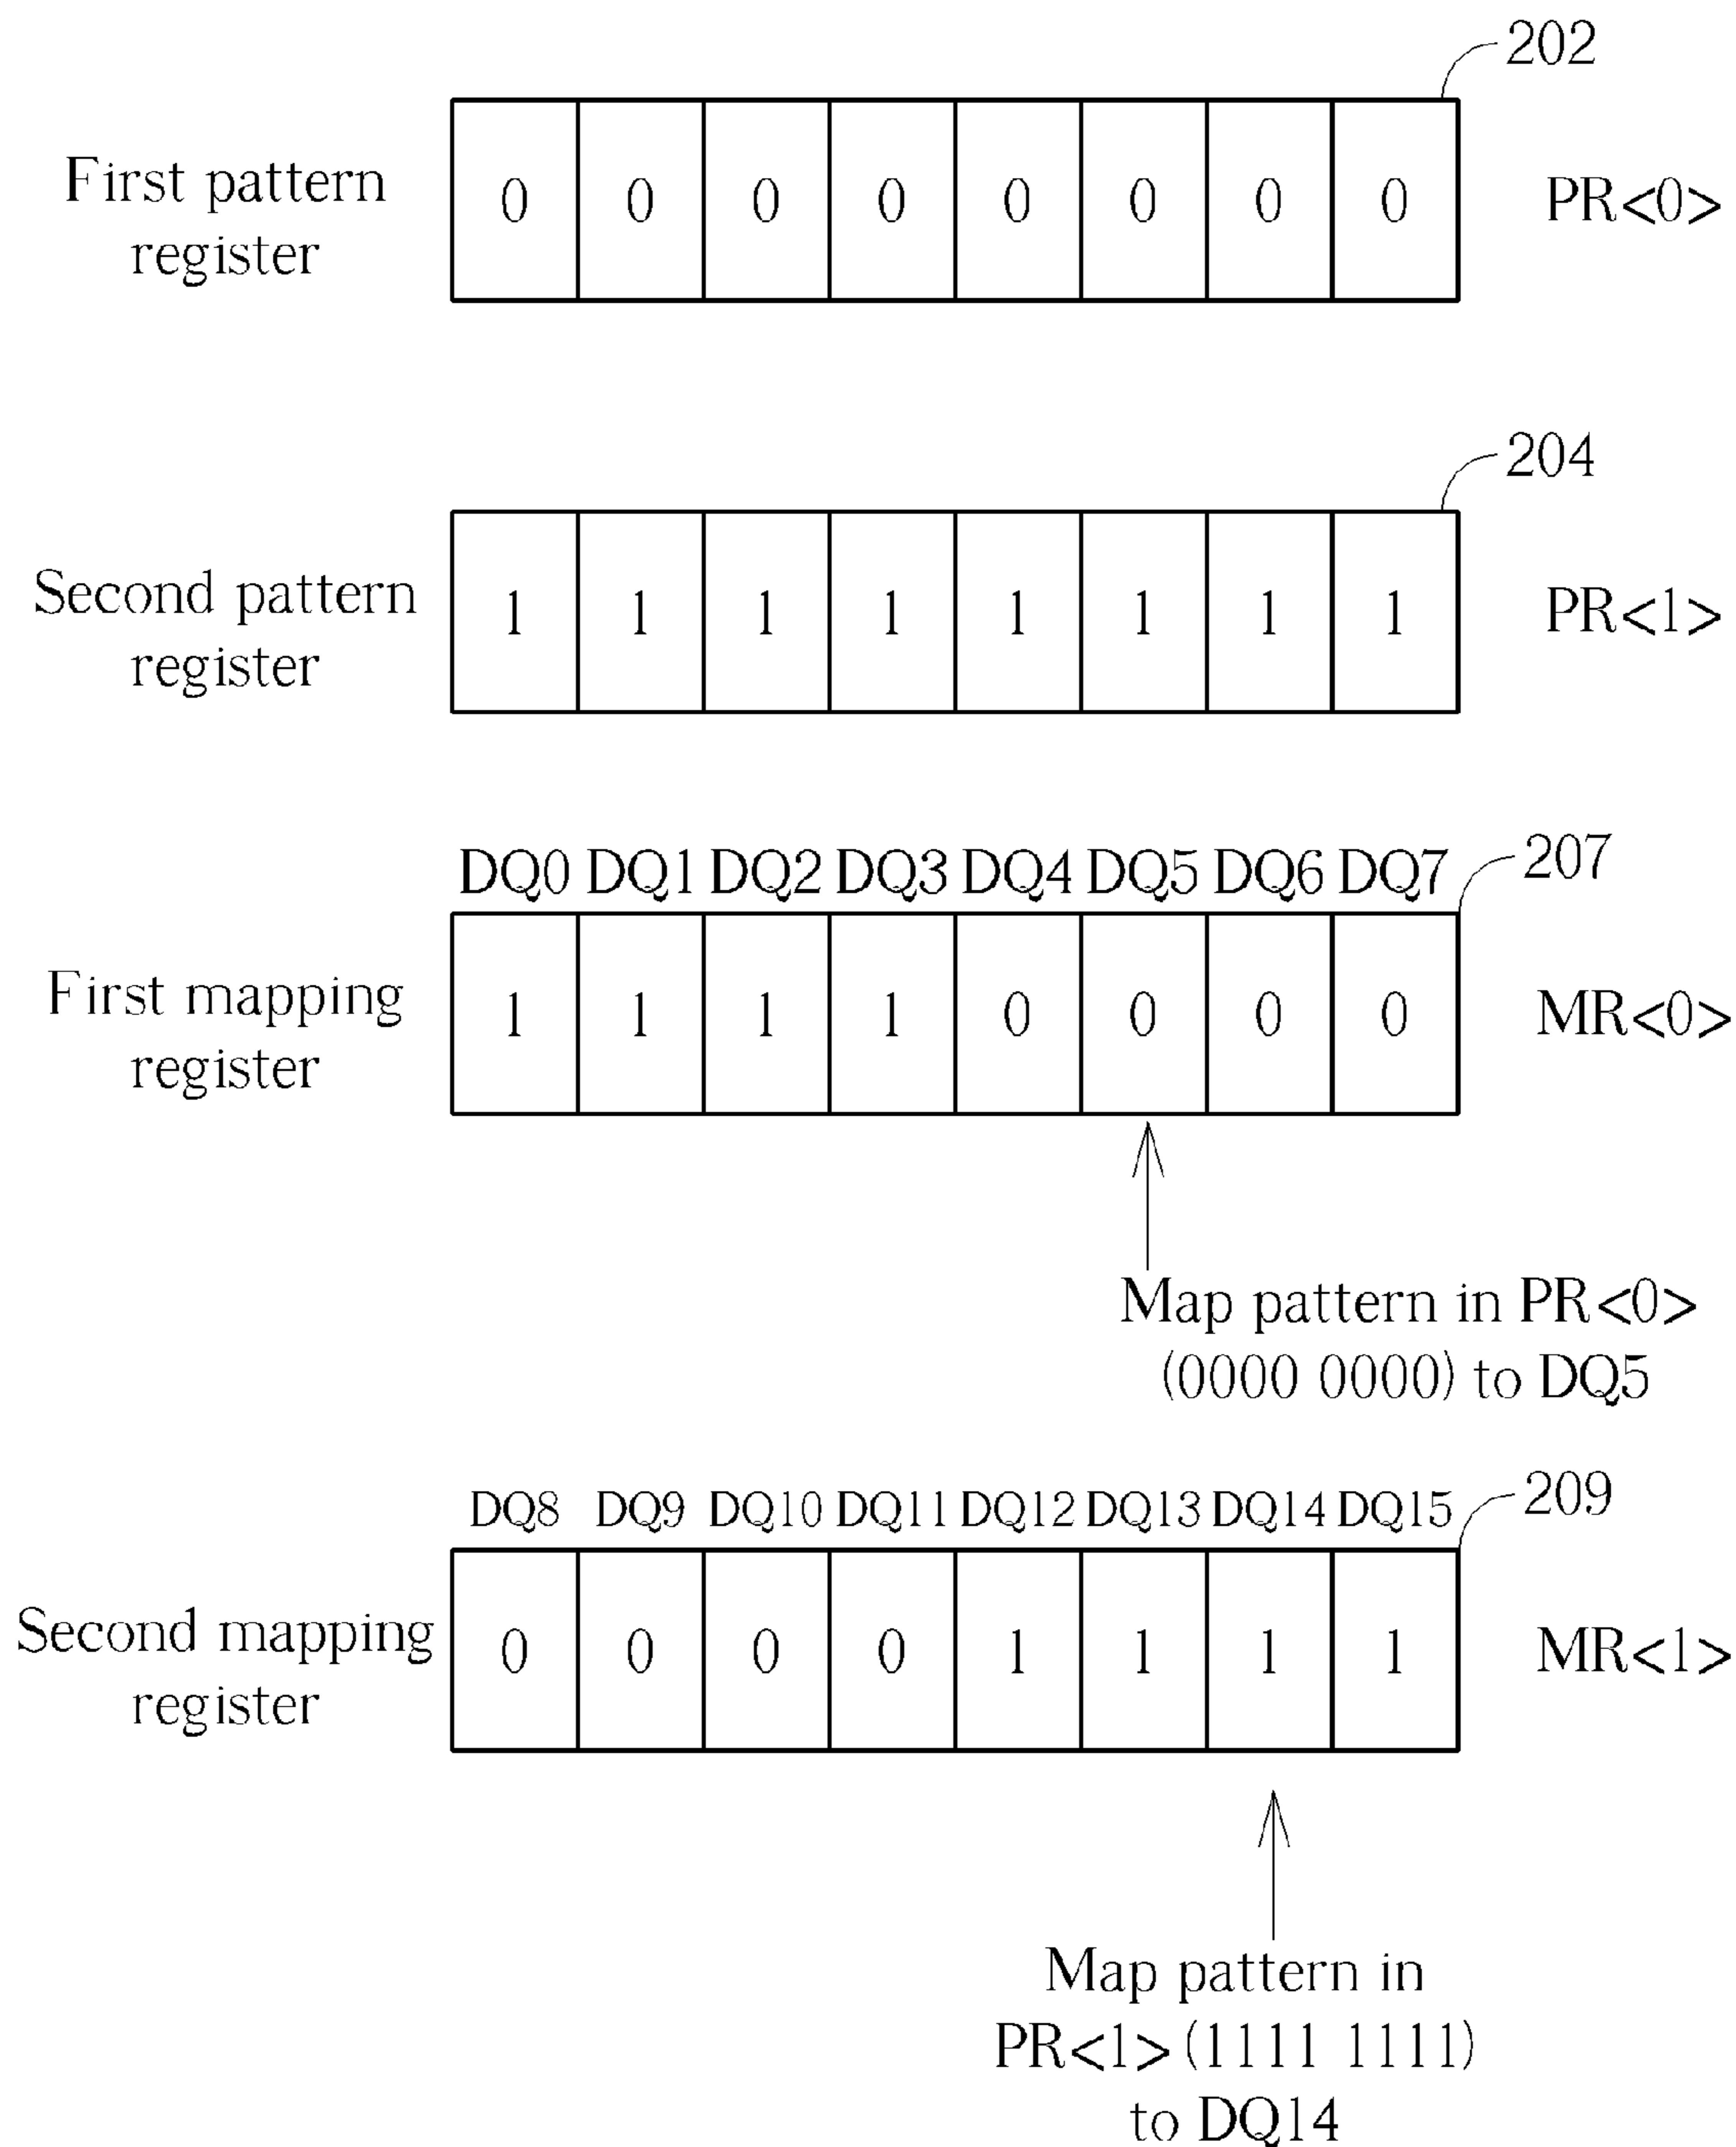 202
First pattern
register
0 0 0 0 0 0 0 0
PR<0>
204
Second pattern
register
1 1 1 1 1 1 1 1
PR<1>
207
DQ0 DQ1 DQ2 DQ3 DQ4 DQ5 DQ6 DQ7
First mapping
register
1 1 1 1 0 0 0 0
MR<0>
Map pattern in PR<0>
(0000 0000) to DQ5
209
DQ8 DQ9 DQ10 DQ11 DQ12 DQ13 DQ14 DQ15
Second mapping
register
0 0 0 0 1 1 1 1
MR<1>
Map pattern in
PR<1> (1111 1111)
to DQ14